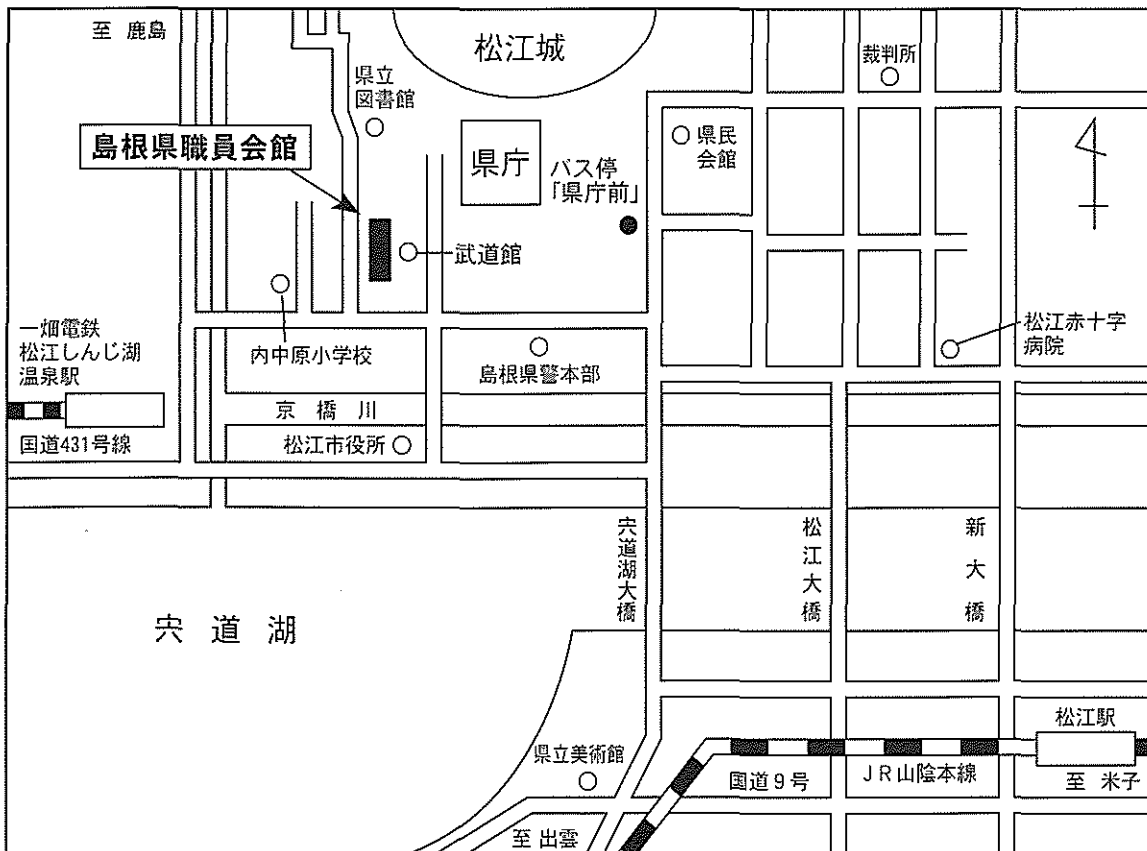 至 鹿島
松江城
裁判所
県立
図書館
島根県職員会館
県庁
バス停
「県庁前」
県民
会館
武道館
一畑電鉄
松江しんじ湖
温泉駅
内中原小学校
島根県警本部
松江赤十字
病院
京橋川
国道431号線
松江市役所
宍道湖大橋
松江大橋
新大橋
宍道湖
松江駅
県立美術館
国道9号
JR山陰本線
至 米子
至 出雲